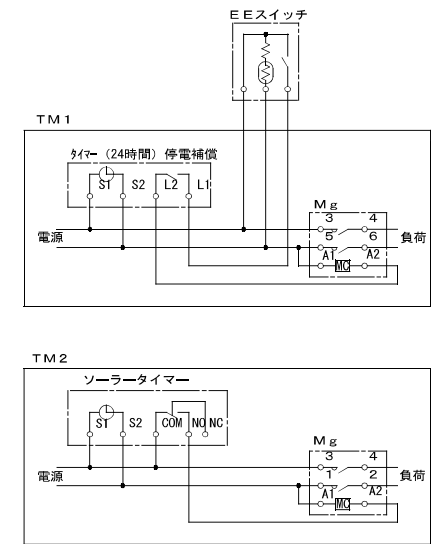 EEスイッチ
TM1
タイマー (24時間) 停電補償
S1 S2 L2 L1
Mg
3 4
電源
5 6
負荷
A1 MC A2
TM2
ソーラータイマー
S1 S2 COM NO NC
Mg
3 4
電源
1 2
負荷
A1 MC A2